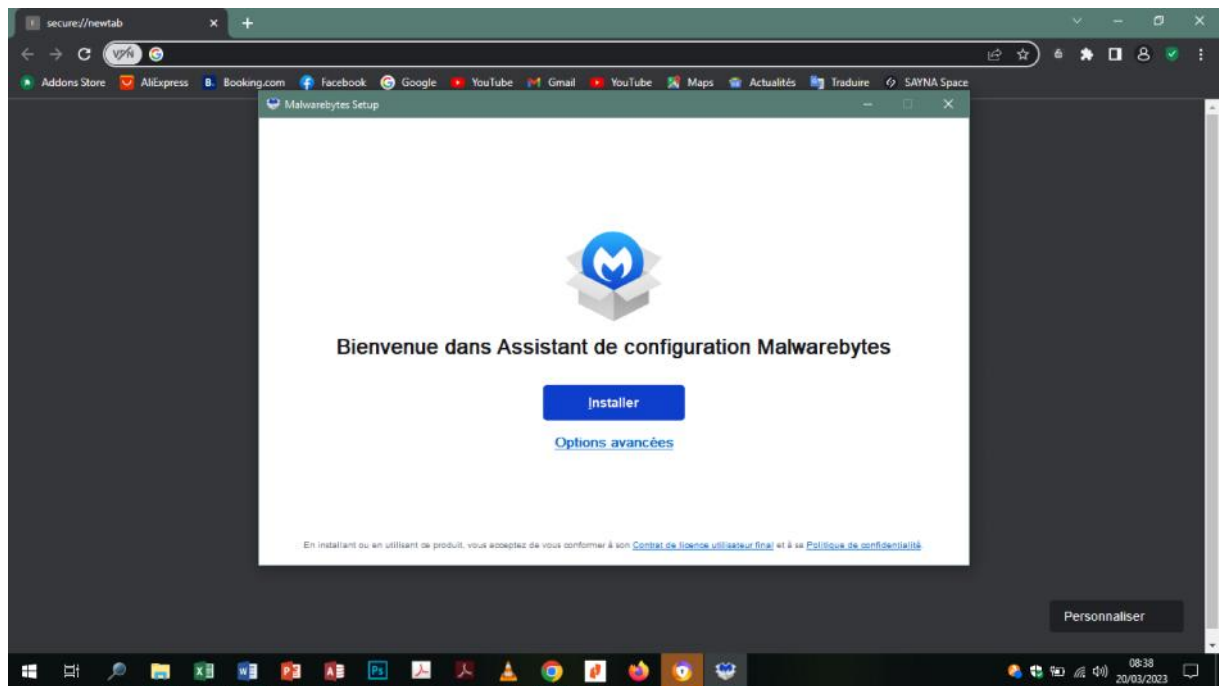 secure://newtab
VPN
Addons Store AliExpress Booking.com Facebook Google YouTube Gmail YouTube Maps Actualités Traduire SAYNA Space
Malwarebytes Setup
Bienvenue dans Assistant de configuration Malwarebytes
Installer
Options avancées
En installant ou en utilisant ce produit, vous acceptez de vous conformer à son Contrat de licence utilisateur final et à sa Politique de confidentialité
Personnaliser
08:38
20/03/2023